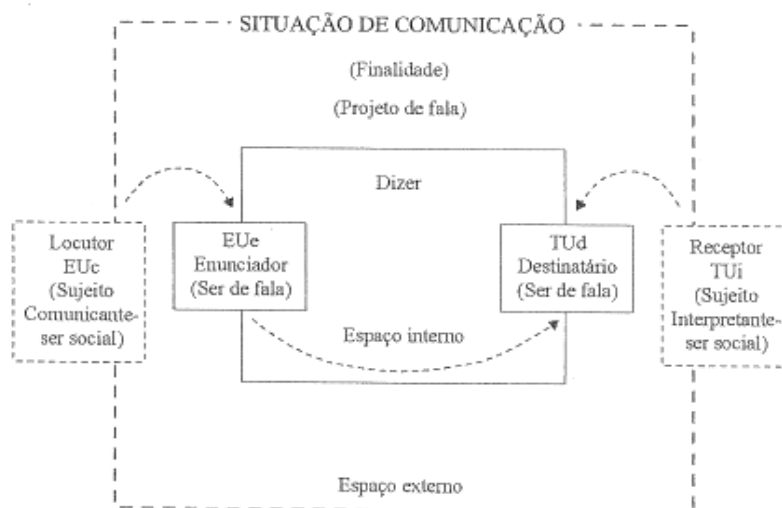 SITUAÇÃO DE COMUNICAÇÃO
(Finalidade)
(Projeto de fala)
Dizer
Locutor
EUc
(Sujeito
Comunicante-
ser social)
EUe
Enunciador
(Ser de fala)
TUd
Destinatário
(Ser de fala)
Receptor
TUi
(Sujeito
Interpretante-
ser social)
Espaço interno
Espaço externo